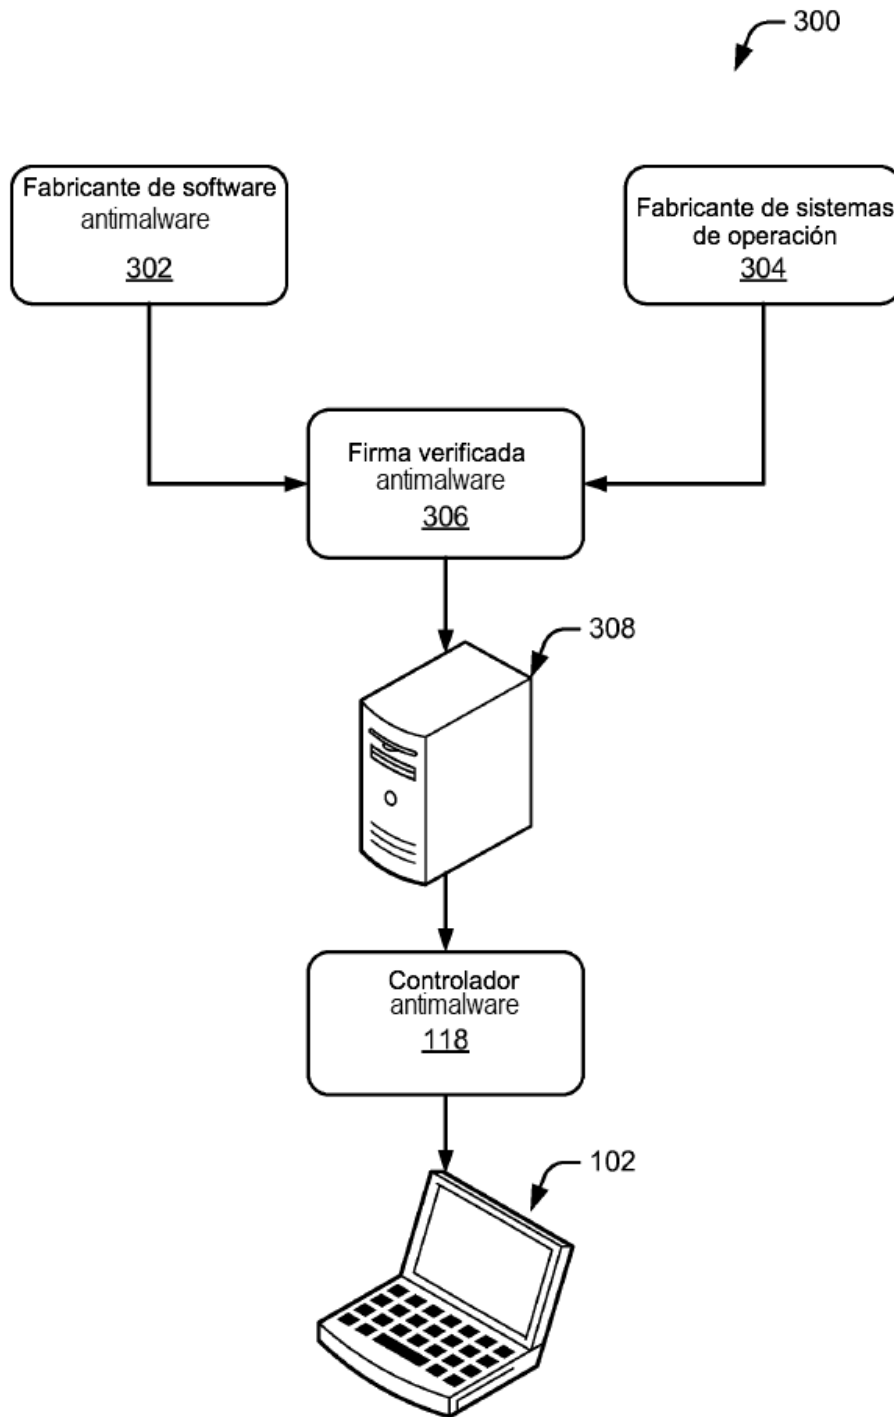 300
Fabricante de software
antimalware
302
Fabricante de sistemas
de operación
304
Firma verificada
antimalware
306
308
Controlador
antimalware
118
102